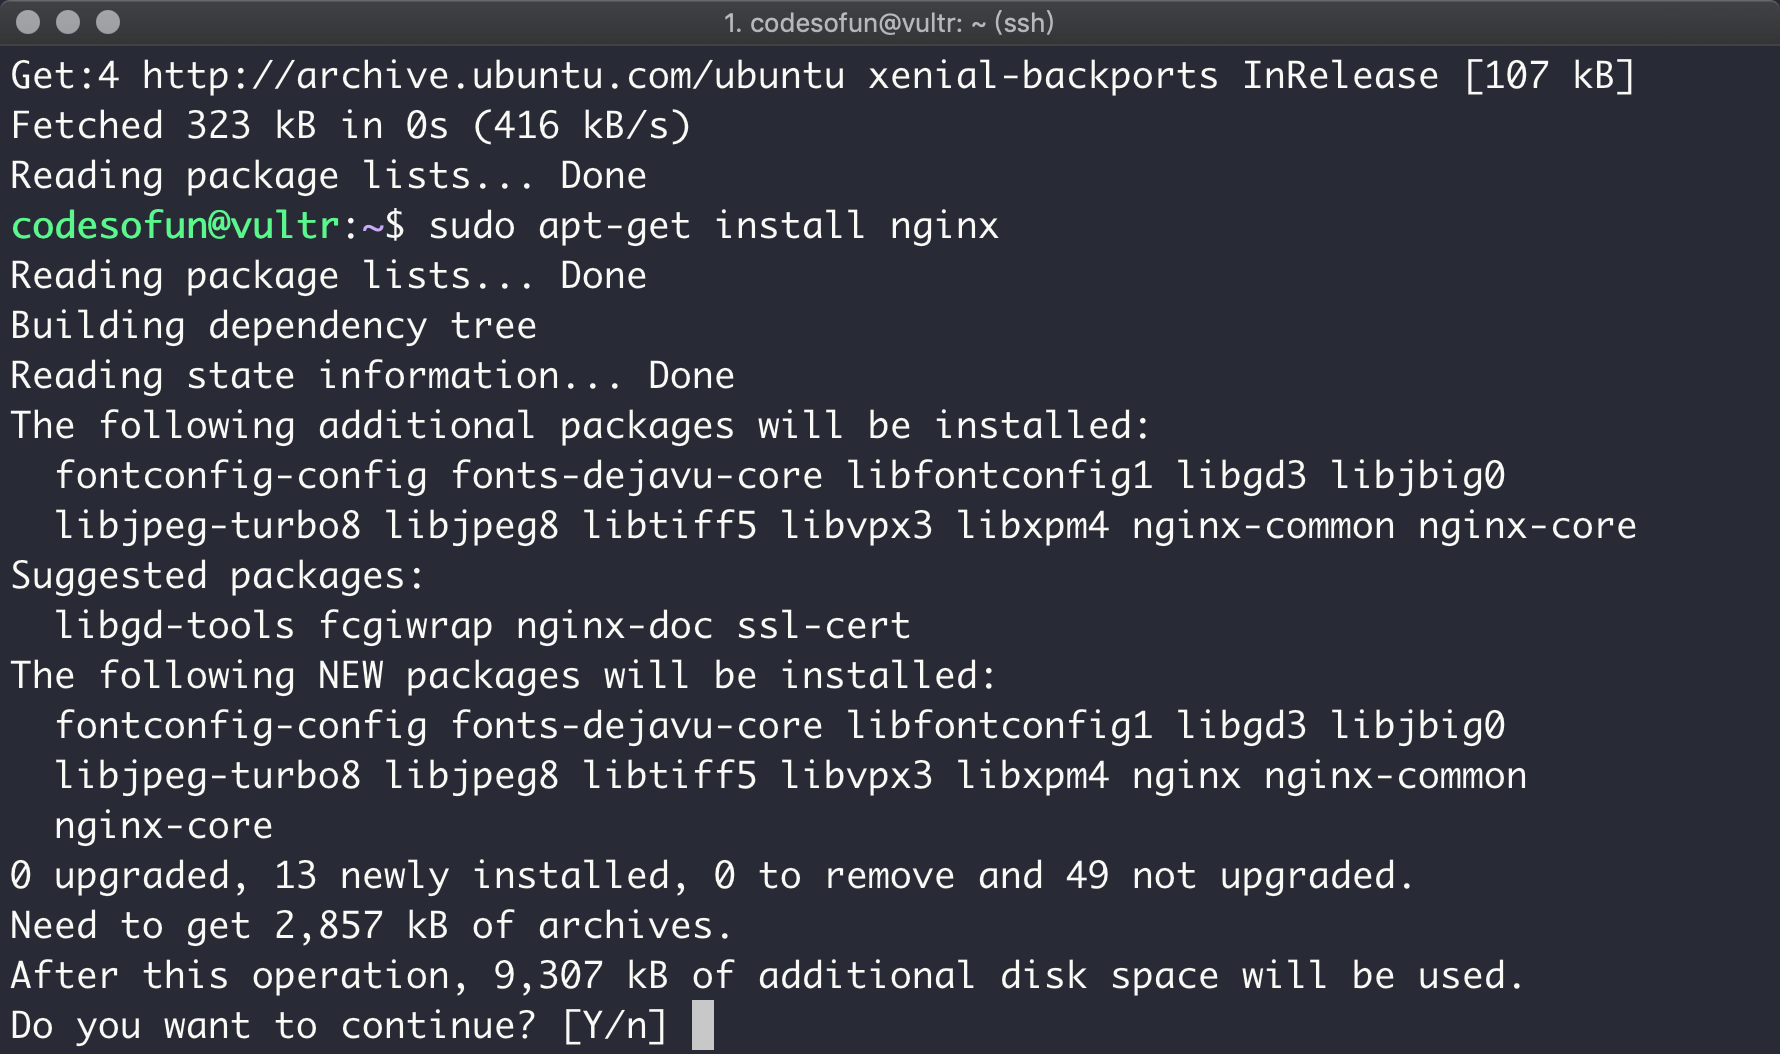 1. codesofun@vultr: ~ (ssh)
Get:4 http://archive.ubuntu.com/ubuntu xenial-backports InRelease [107 kB]
Fetched 323 kB in 0s (416 kB/s)
Reading package lists... Done
codesofun@vultr:~$ sudo apt-get install nginx
Reading package lists... Done
Building dependency tree
Reading state information... Done
The following additional packages will be installed:
  fontconfig-config fonts-dejavu-core libfontconfig1 libgd3 libjbig0
  libjpeg-turbo8 libjpeg8 libtiff5 libvpx3 libxpm4 nginx-common nginx-core
Suggested packages:
  libgd-tools fcgiwrap nginx-doc ssl-cert
The following NEW packages will be installed:
  fontconfig-config fonts-dejavu-core libfontconfig1 libgd3 libjbig0
  libjpeg-turbo8 libjpeg8 libtiff5 libvpx3 libxpm4 nginx nginx-common
  nginx-core
0 upgraded, 13 newly installed, 0 to remove and 49 not upgraded.
Need to get 2,857 kB of archives.
After this operation, 9,307 kB of additional disk space will be used.
Do you want to continue? [Y/n]